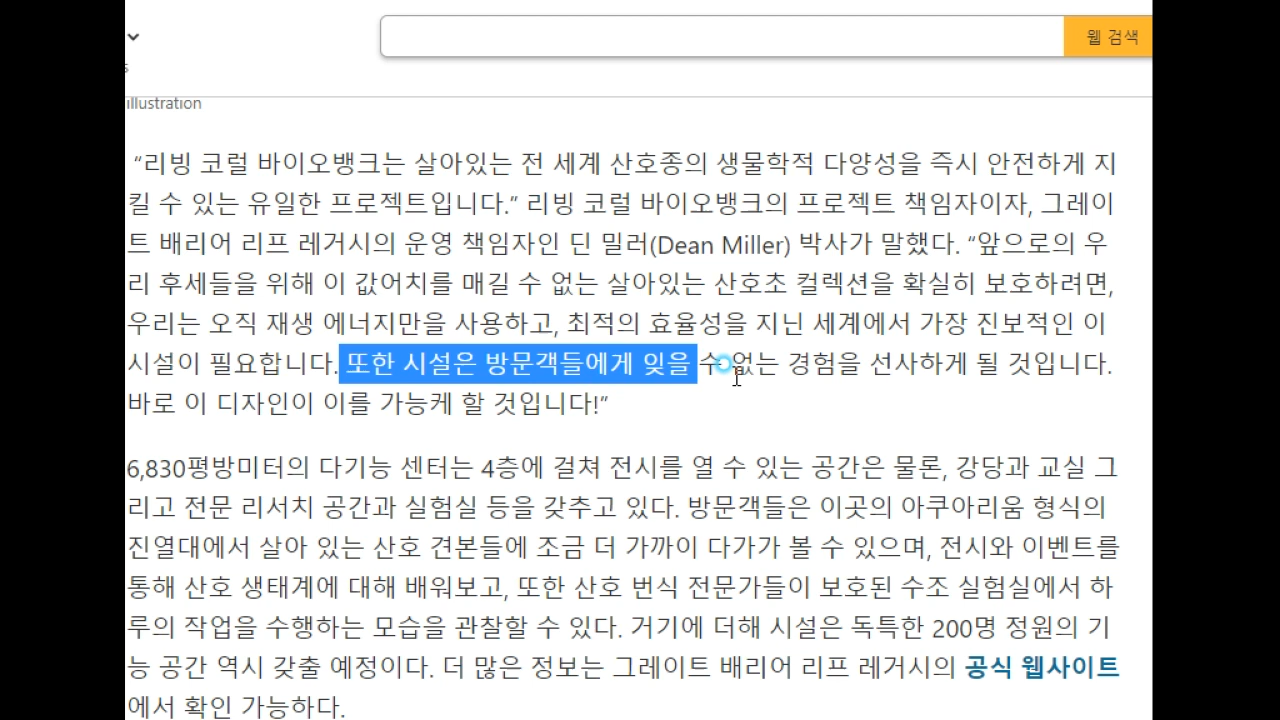 웹 검색
s
illustration
“리빙 코럴 바이오뱅크는 살아있는 전 세계 산호종의 생물학적 다양성을 즉시 안전하게 지
킬 수 있는 유일한 프로젝트입니다.” 리빙 코럴 바이오뱅크의 프로젝트 책임자이자, 그레이
트 배리어 리프 레거시의 운영 책임자인 딘 밀러(Dean Miller) 박사가 말했다. “앞으로의 우
리 후세들을 위해 이 값어치를 매길 수 없는 살아있는 산호초 컬렉션을 확실히 보호하려면,
우리는 오직 재생 에너지만을 사용하고, 최적의 효율성을 지닌 세계에서 가장 진보적인 이
시설이 필요합니다. 또한 시설은 방문객들에게 잊을 수 없는 경험을 선사하게 될 것입니다.
바로 이 디자인이 이를 가능케 할 것입니다!”
6,830평방미터의 다기능 센터는 4층에 걸쳐 전시를 열 수 있는 공간은 물론, 강당과 교실 그
리고 전문 리서치 공간과 실험실 등을 갖추고 있다. 방문객들은 이곳의 아쿠아리움 형식의
진열대에서 살아 있는 산호 견본들에 조금 더 가까이 다가가 볼 수 있으며, 전시와 이벤트를
통해 산호 생태계에 대해 배워보고, 또한 산호 번식 전문가들이 보호된 수조 실험실에서 하
루의 작업을 수행하는 모습을 관찰할 수 있다. 거기에 더해 시설은 독특한 200명 정원의 기
능 공간 역시 갖출 예정이다. 더 많은 정보는 그레이트 배리어 리프 레거시의 공식 웹사이트
에서 확인 가능하다.